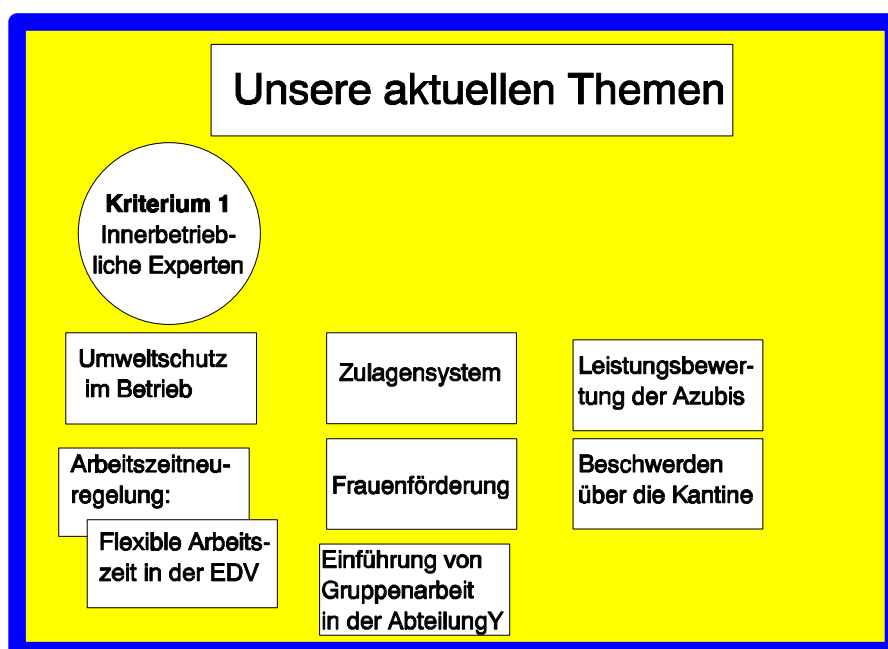 Unsere aktuellen Themen
Kriterium 1
Innerbetrieb-
liche Experten
Umweltschutz
im Betrieb
Arbeitszeitneu-
regelung:
Flexible Arbeits-
zeit in der EDV
Zulagensystem
Frauenförderung
Einführung von
Gruppenarbeit
in der AbteilungY
Leistungsbewer-
tung der Azubis
Beschwerden
über die Kantine